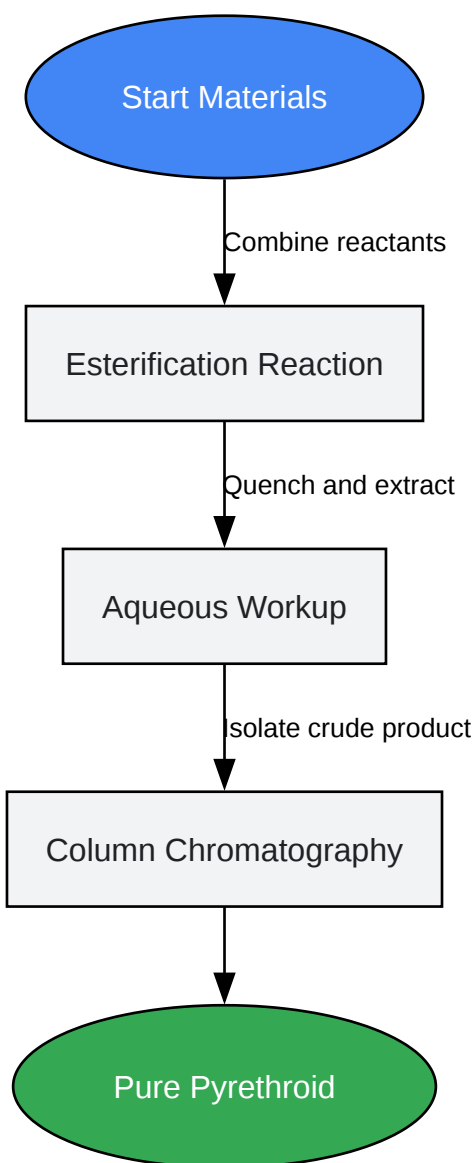 Start Materials
Combine reactants
Esterification Reaction
Quench and extract
Aqueous Workup
Isolate crude product
Column Chromatography
Pure Pyrethroid